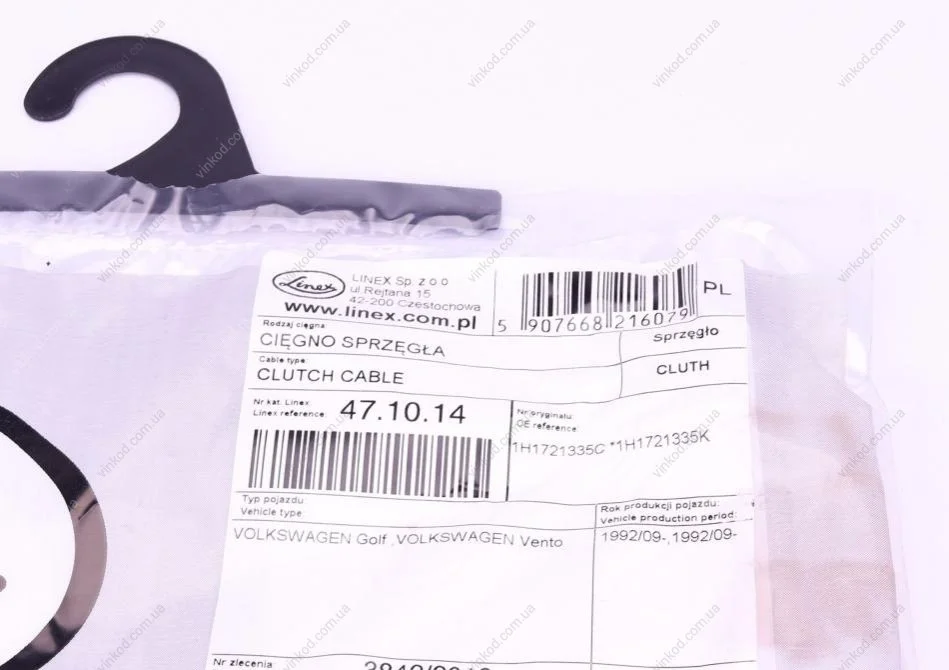 Linex
LINEX Sp. z o o
ul.Rejtana 15
42-200 Czestochowa
www.linex.com.pl
5 907668 216079
PL
Rodzaj cięgna
CIĘGNO SPRZĘGŁA
Sprzęgło
Cable type:
CLUTCH CABLE
CLUTH
Nr kat. Linex
Linex reference:
47.10.14
Nr oryginału:
OE reference:
1H1721335C *1H1721335K
Typ pojazdu
Vehicle type:
Rok produkcji pojazdu:
Vehicle production period:
VOLKSWAGEN Golf ,VOLKSWAGEN Vento
1992/09-,1992/09-
Nr zlecenia
vinkod.com.ua